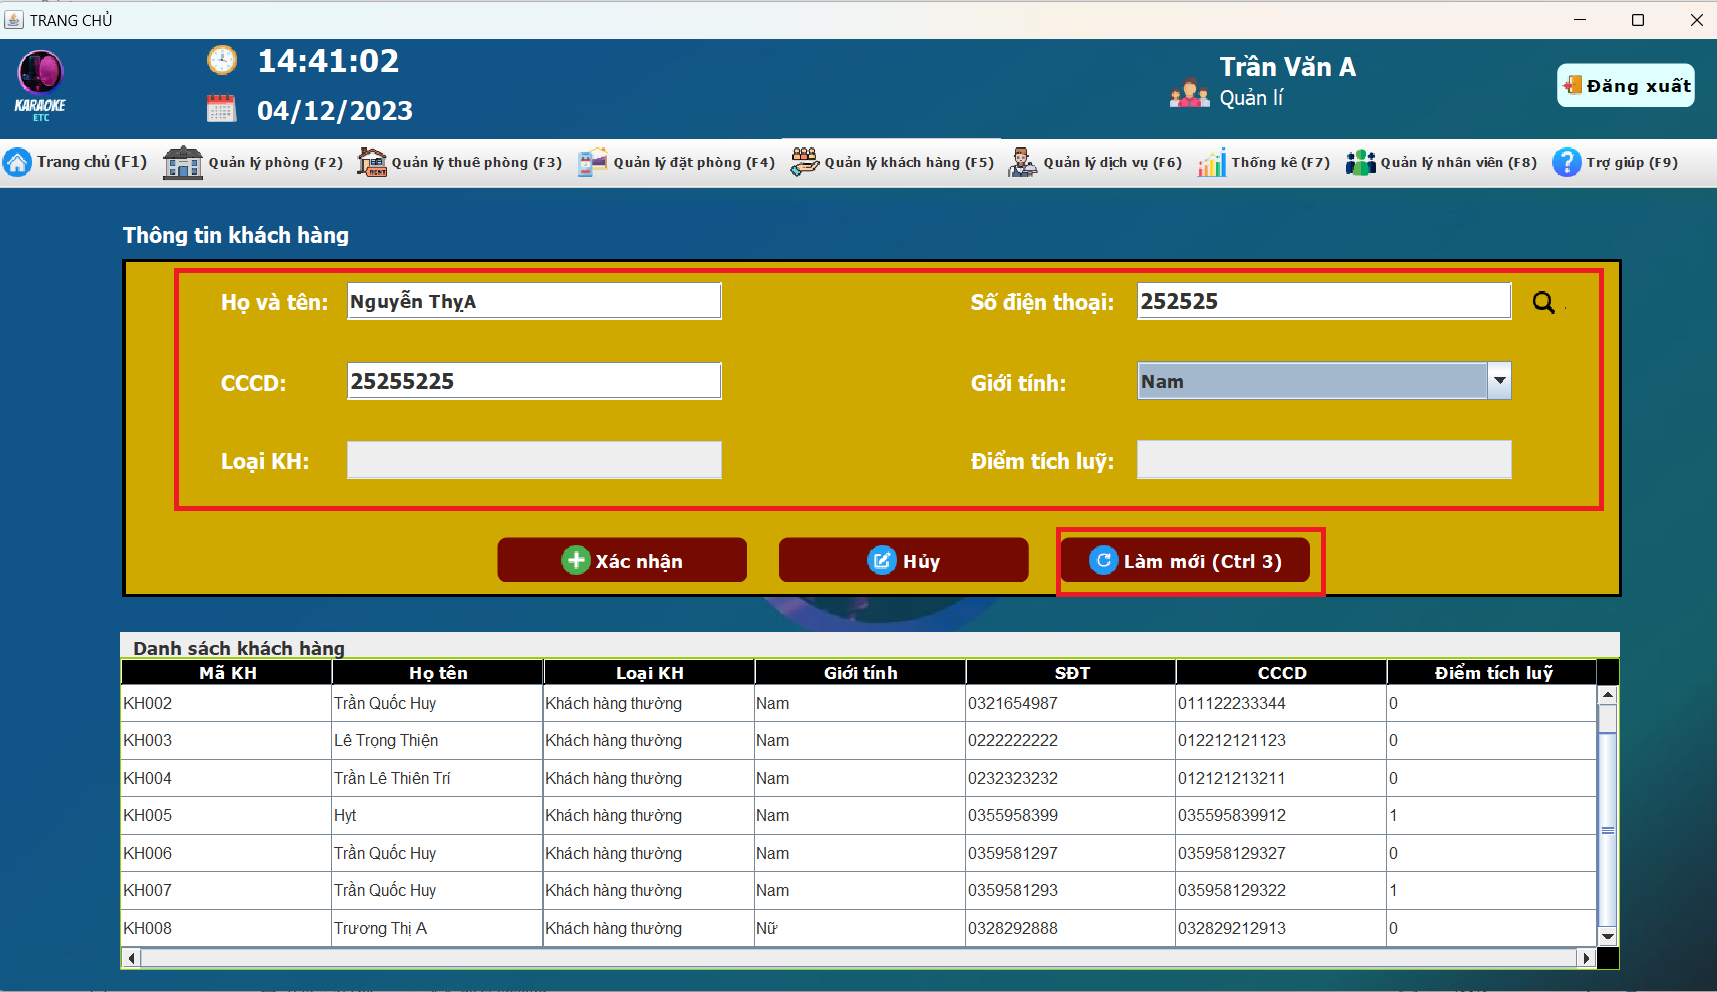 TRANG CHỦ
KARAOKE
ETC
14:41:02
04/12/2023
Trần Văn A
Quản lí
Đăng xuất
Trang chủ (F1) Quản lý phòng (F2) Quản lý thuê phòng (F3) Quản lý đặt phòng (F4) Quản lý khách hàng (F5) Quản lý dịch vụ (F6) Thống kê (F7) Quản lý nhân viên (F8) Trợ giúp (F9)
Thông tin khách hàng
Họ và tên: Nguyễn Thỵ A Số điện thoại: 252525
CCCD: 25255225 Giới tính: Nam
Loại KH: Điểm tích luỹ:
Xác nhận Hủy Làm mới (Ctrl 3)
Danh sách khách hàng
Mã KH Họ tên Loại KH Giới tính SĐT CCCD Điểm tích luỹ
KH002 Trần Quốc Huy Khách hàng thường Nam 0321654987 011122233344 0
KH003 Lê Trọng Thiện Khách hàng thường Nam 0222222222 012212121123 0
KH004 Trần Lê Thiên Trí Khách hàng thường Nam 0232323232 012121213211 0
KH005 Hyt Khách hàng thường Nam 0355958399 035595839912 1
KH006 Trần Quốc Huy Khách hàng thường Nam 0359581297 035958129327 0
KH007 Trần Quốc Huy Khách hàng thường Nam 0359581293 035958129322 1
KH008 Trương Thị A Khách hàng thường Nữ 0328292888 032829212913 0